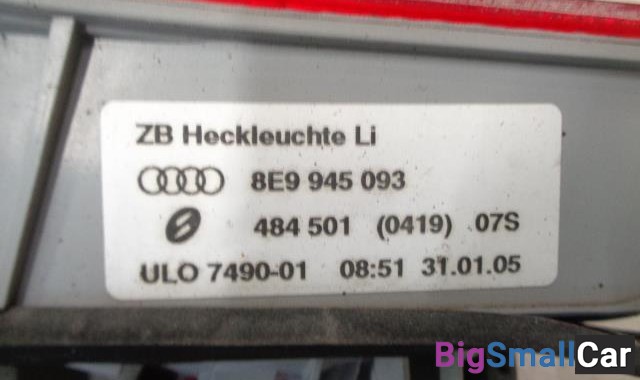 ZB Heckleuchte Li
8E9 945 093
484 501 (0419) 07S
ULO 7490-01 08:51 31.01.05
BigSmallCar